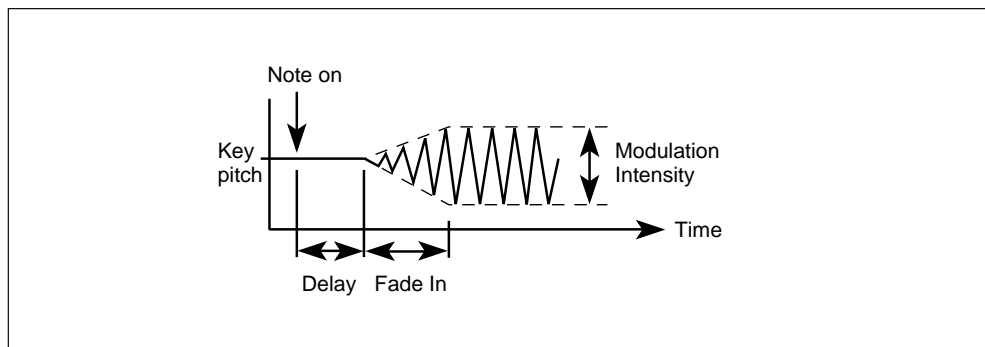 Note on
Key
pitch
Modulation
Intensity
Time
Delay
Fade In